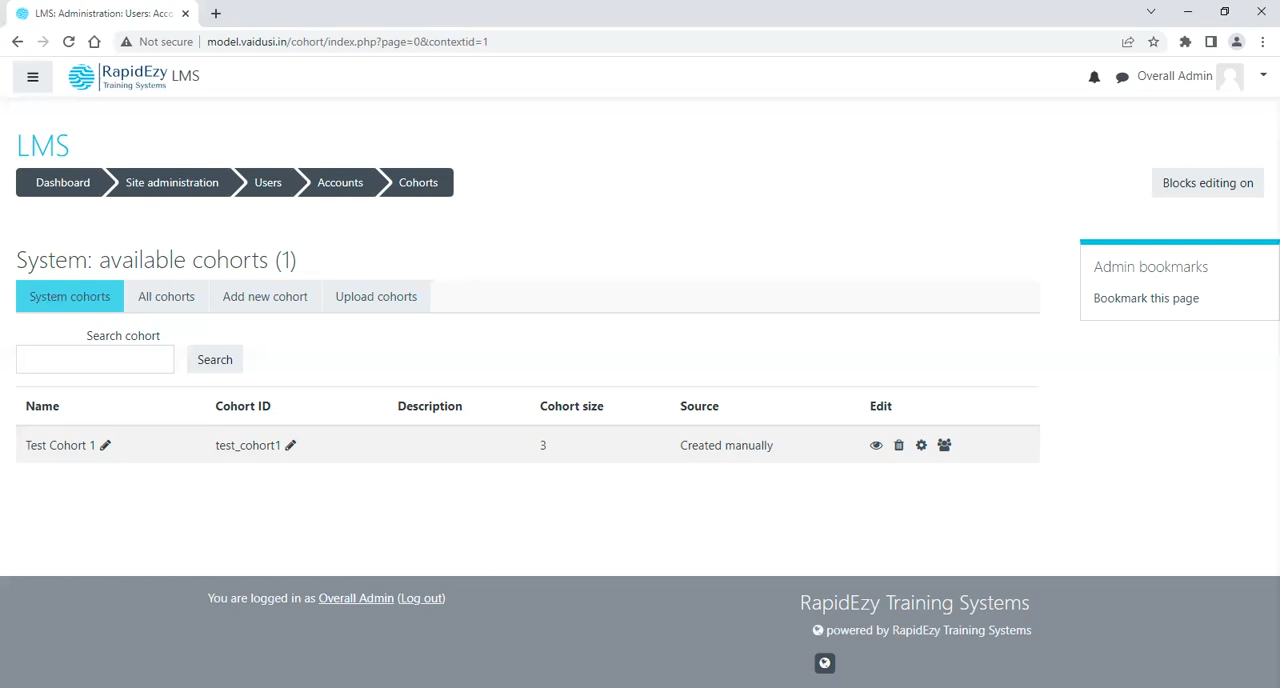 LMS: Administration: Users: Acco
Not secure
model.vaidusi.in/cohort/index.php?page=0&contextid=1
RapidEzy
Training Systems
LMS
Overall Admin
LMS
Dashboard
Site administration
Users
Accounts
Cohorts
Blocks editing on
System: available cohorts (1)
System cohorts
All cohorts
Add new cohort
Upload cohorts
Admin bookmarks
Bookmark this page
Search cohort
Search
Name Cohort ID Description Cohort size Source Edit
Test Cohort 1 test_cohort1 3 Created manually
You are logged in as Overall Admin (Log out)
RapidEzy Training Systems
powered by RapidEzy Training Systems